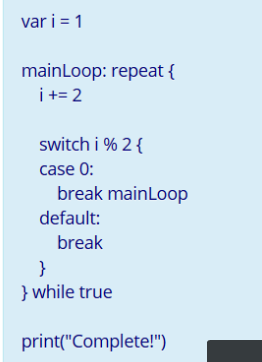 var i = 1
mainLoop: repeat {
i += 2
switch i % 2 {
case 0:
break mainLoop
default:
break
}
} while true
print("Complete!")